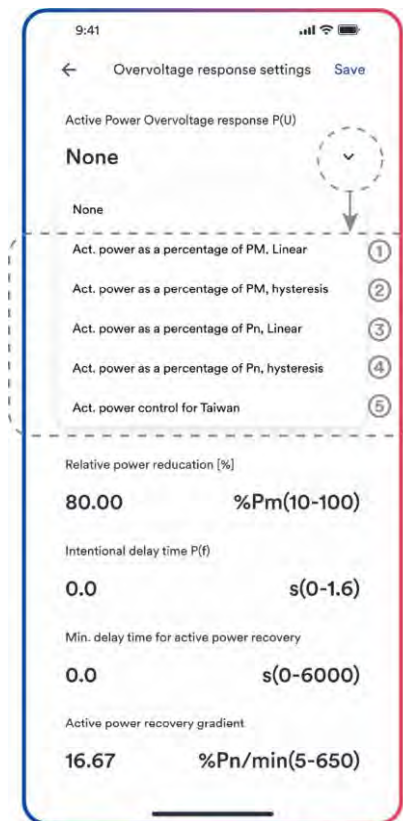 9:41
Overvoltage response settings Save
Active Power Overvoltage response P(U)
None
None
Act. power as a percentage of PM, Linear ①
Act. power as a percentage of PM, hysteresis ②
Act. power as a percentage of Pn, Linear ③
Act. power as a percentage of Pn, hysteresis ④
Act. power control for Taiwan ⑤
Relative power reducation [%]
80.00 %Pm(10-100)
Intentional delay time P(f)
0.0 s(0-1.6)
Min. delay time for active power recovery
0.0 s(0-6000)
Active power recovery gradient
16.67 %Pn/min(5-650)